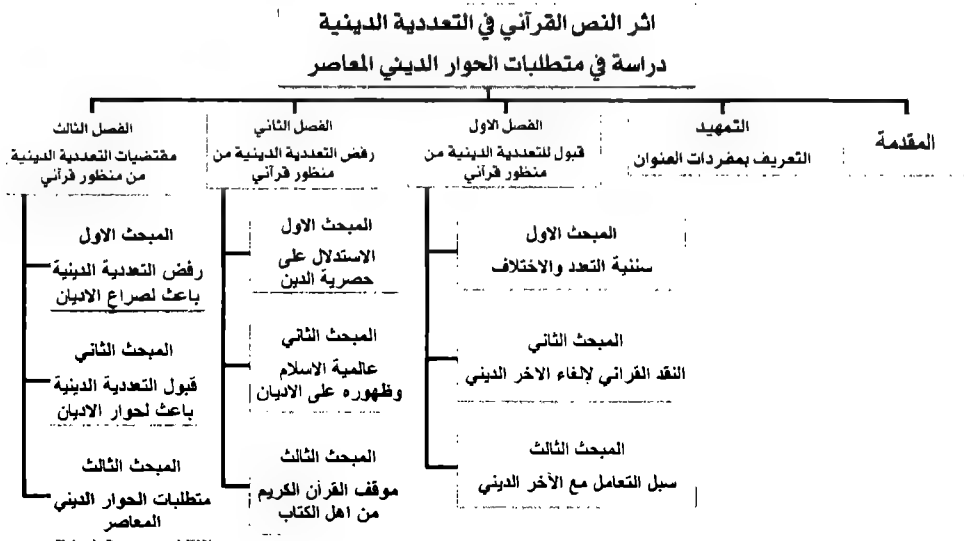 اثر النص القرآني في التعددية الدينية
دراسة في متطلبات الحوار الديني المعاصر
المقدمة
التمهيد
التعريف بمفردات العنوان
الفصل الاول
قبول للتعددية الدينية من
منظور قرآني
المبحث الاول
سننية التعدد والاختلاف
المبحث الثاني
النقد القراني لإلغاء الاخر الديني
المبحث الثالث
سبل التعامل مع الآخر الديني
الفصل الثاني
رفض التعددية الدينية من
منظور قرآني
المبحث الاول
الاستدلال على
حصرية الدين
المبحث الثاني
عالمية الاسلام
وظهوره على الاديان
المبحث الثالث
موقف القرآن الكريم
من اهل الكتاب
الفصل الثالث
مقتضيات التعددية الدينية
من منظور قرآني
المبحث الاول
رفض التعددية الدينية
باعث لصراع الاديان
المبحث الثاني
قبول التعددية الدينية
باعث لحوار الاديان
المبحث الثالث
متطلبات الحوار الديني
المعاصر